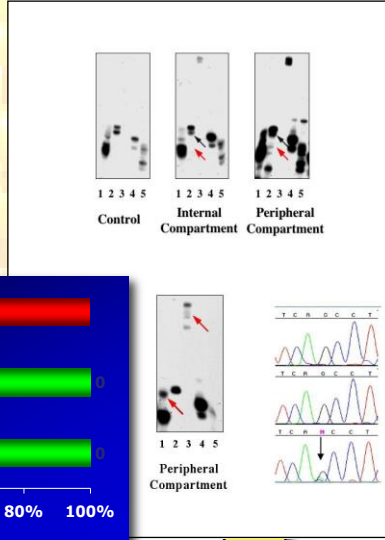 1 2 3 4 5
1 2 3 4 5
1 2 3 4 5
Control
Internal
Compartment
Peripheral
Compartment
0
0
80%
100%
1 2 3 4 5
Peripheral
Compartment
T C A G C C T
T C A G C C T
T C A N C C T